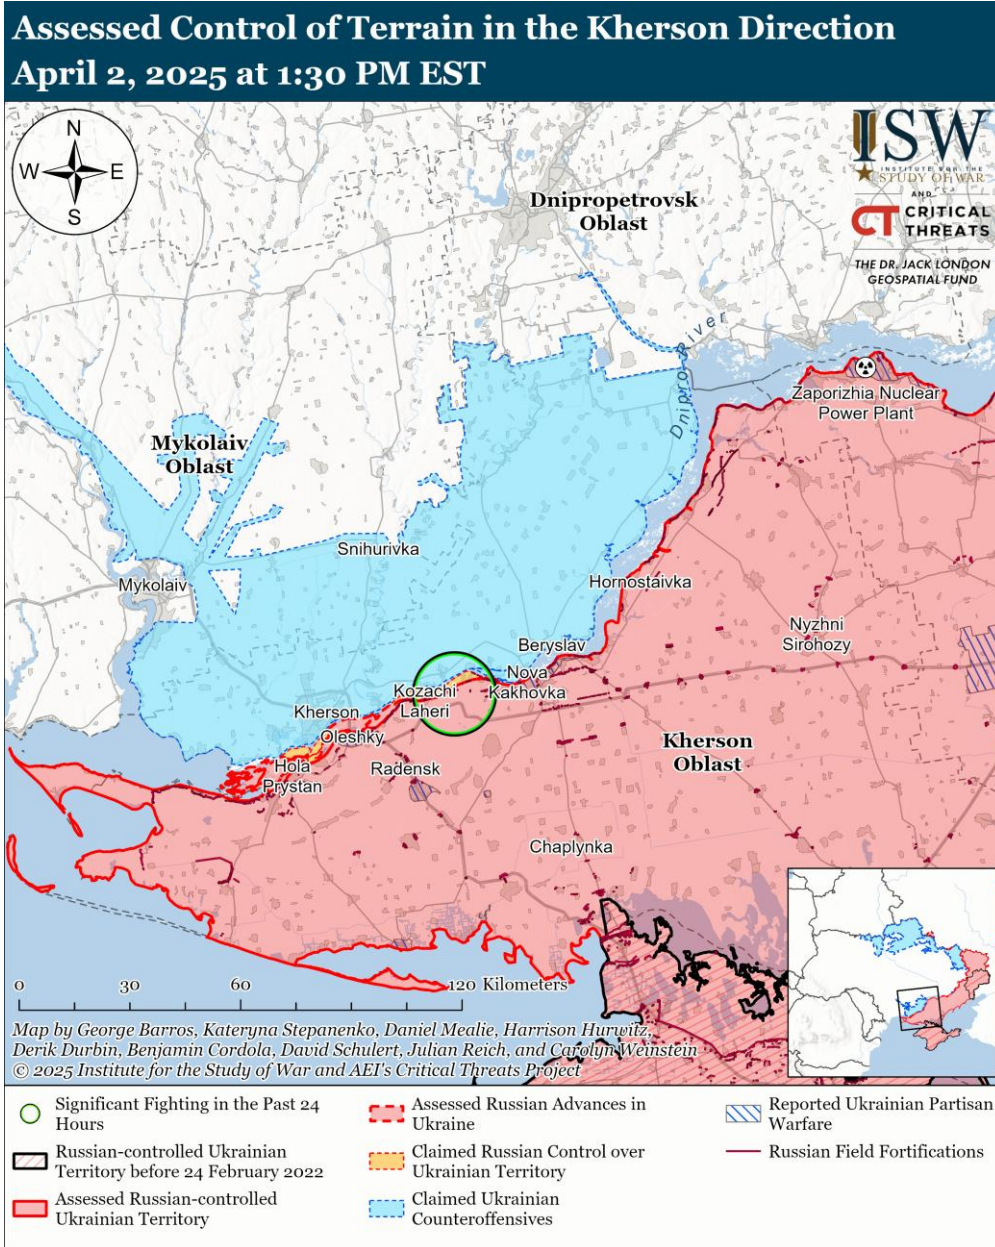 Assessed Control of Terrain in the Kherson Direction
April 2, 2025 at 1:30 PM EST
N
W
E
S
ISW
INSTITUTE FOR THE
STUDY OF WAR
AND
CT CRITICAL
THREATS
THE DR. JACK LONDON
GEOSPATIAL FUND
Dnipropetrovsk
Oblast
Dnipro River
Zaporizhia Nuclear
Power Plant
Mykolaiv
Oblast
Snihurivka
Mykolaiv
Hornostaivka
Nyzhni
Sirohozy
Beryslav
Nova
Kakhovka
Kozachi
Laheri
Kherson
Oleshky
Kherson
Oblast
Hola
Prystan
Radensk
Chaplynka
0 30 60 120 Kilometers
Map by George Barros, Kateryna Stepanenko, Daniel Mealie, Harrison Hurwitz,
Derik Durbin, Benjamin Cordola, David Schulert, Julian Reich, and Carolyn Weinstein
© 2025 Institute for the Study of War and AEI's Critical Threats Project
Significant Fighting in the Past 24
Hours
Russian-controlled Ukrainian
Territory before 24 February 2022
Assessed Russian-controlled
Ukrainian Territory
Assessed Russian Advances in
Ukraine
Claimed Russian Control over
Ukrainian Territory
Claimed Ukrainian
Counteroffensives
Reported Ukrainian Partisan
Warfare
Russian Field Fortifications